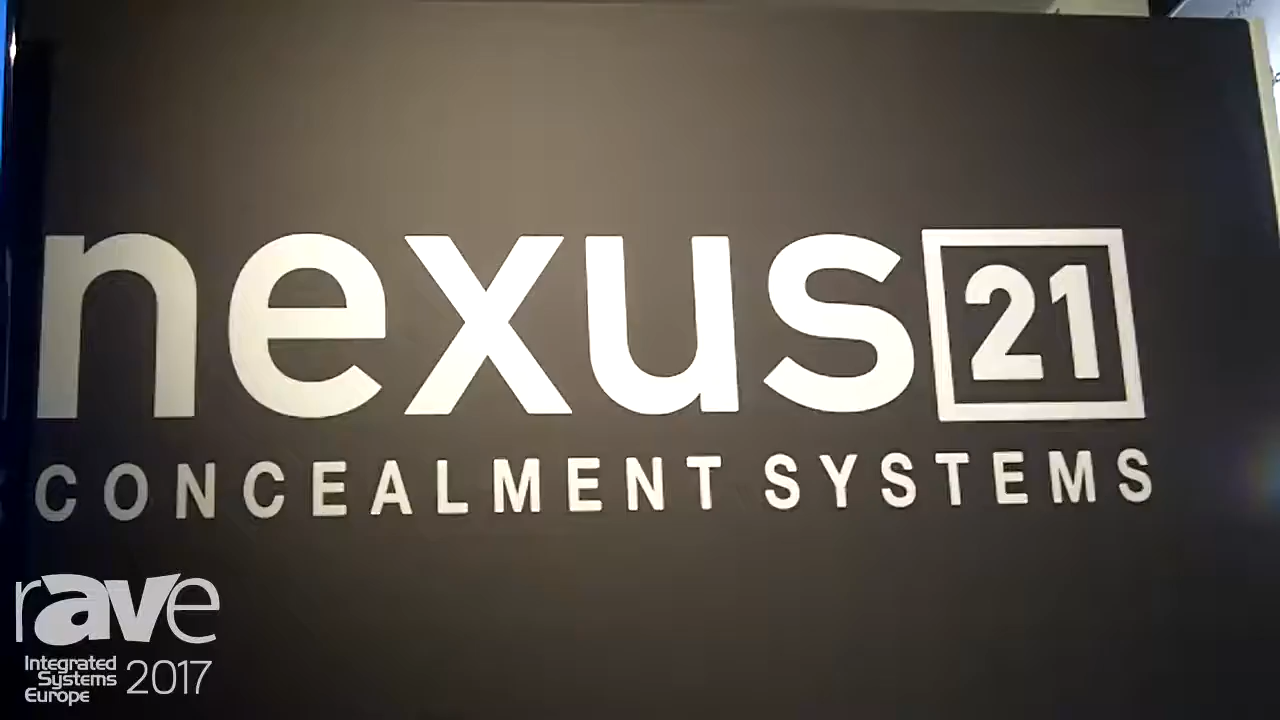 nexus 21
CONCEALMENT SYSTEMS
rave
Integrated
Systems
Europe
2017